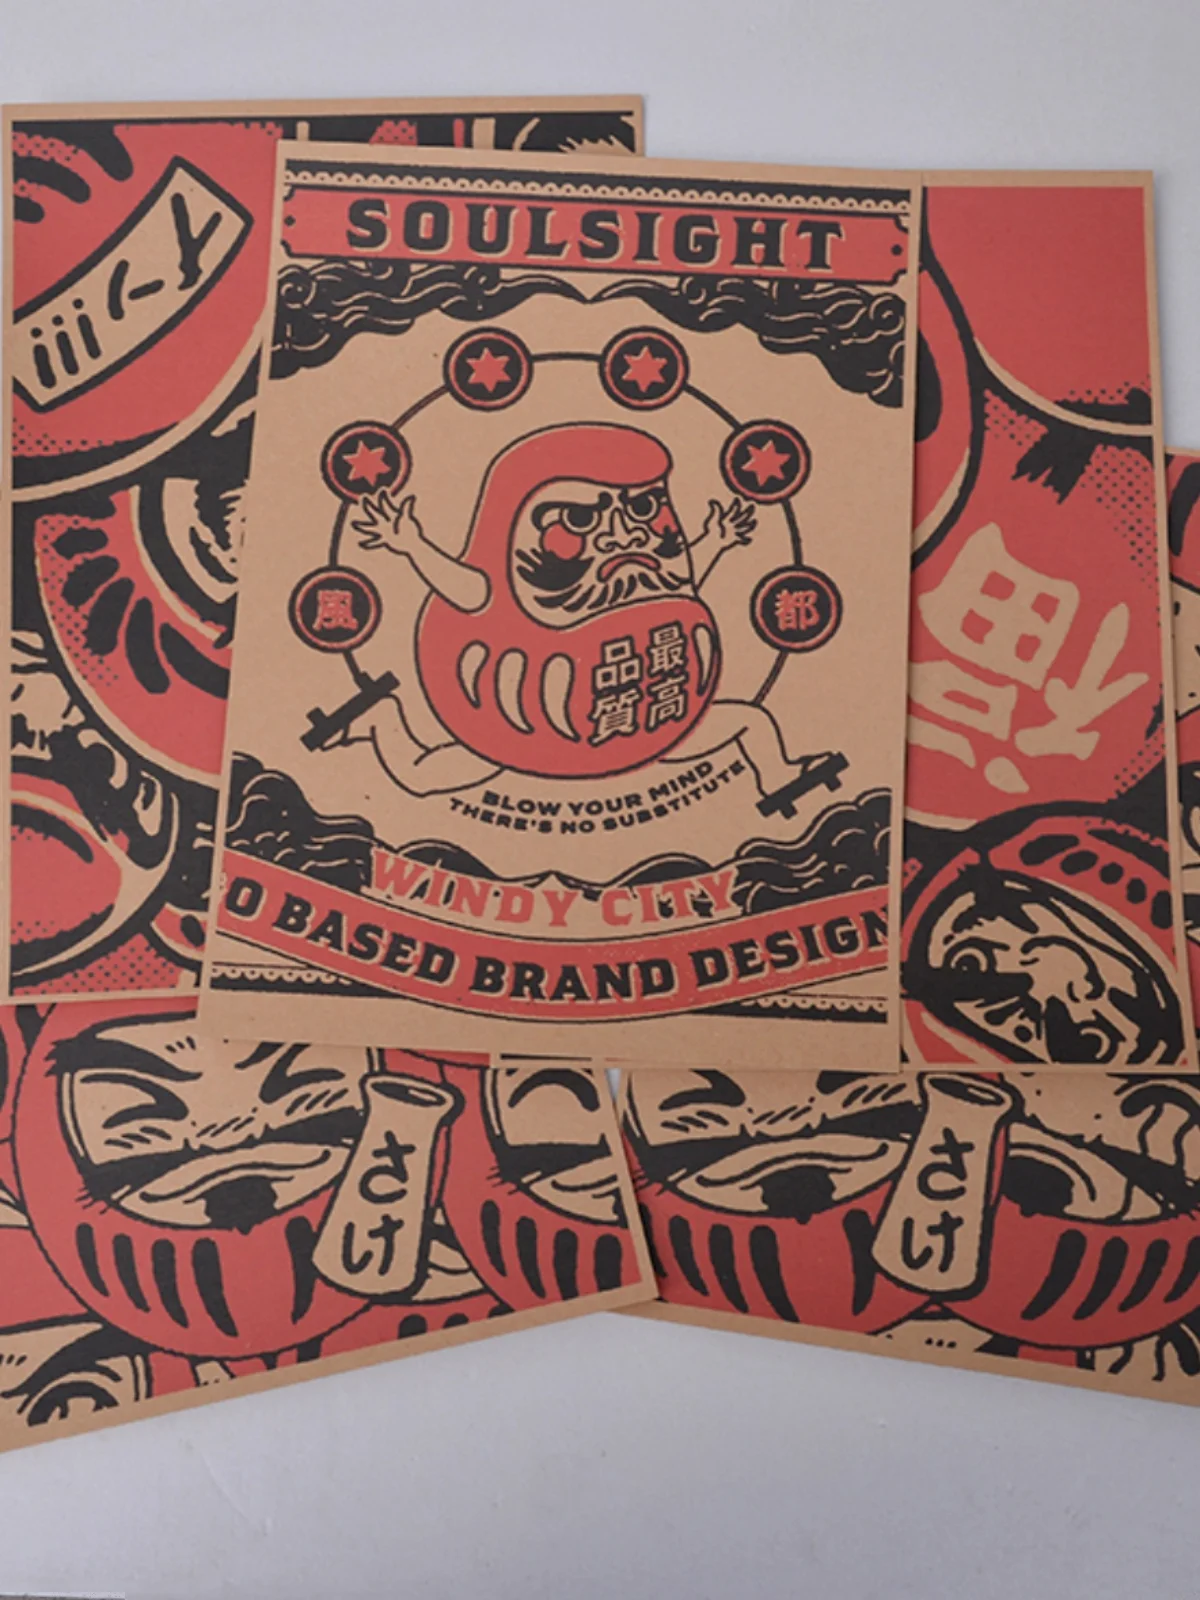 SOULSIGHT
風
都
最高
品質
BLOW YOUR MIND
THERE'S NO SUBSTITUTE
WINDY CITY
O BASED BRAND DESIGN
福
さけ
さけ